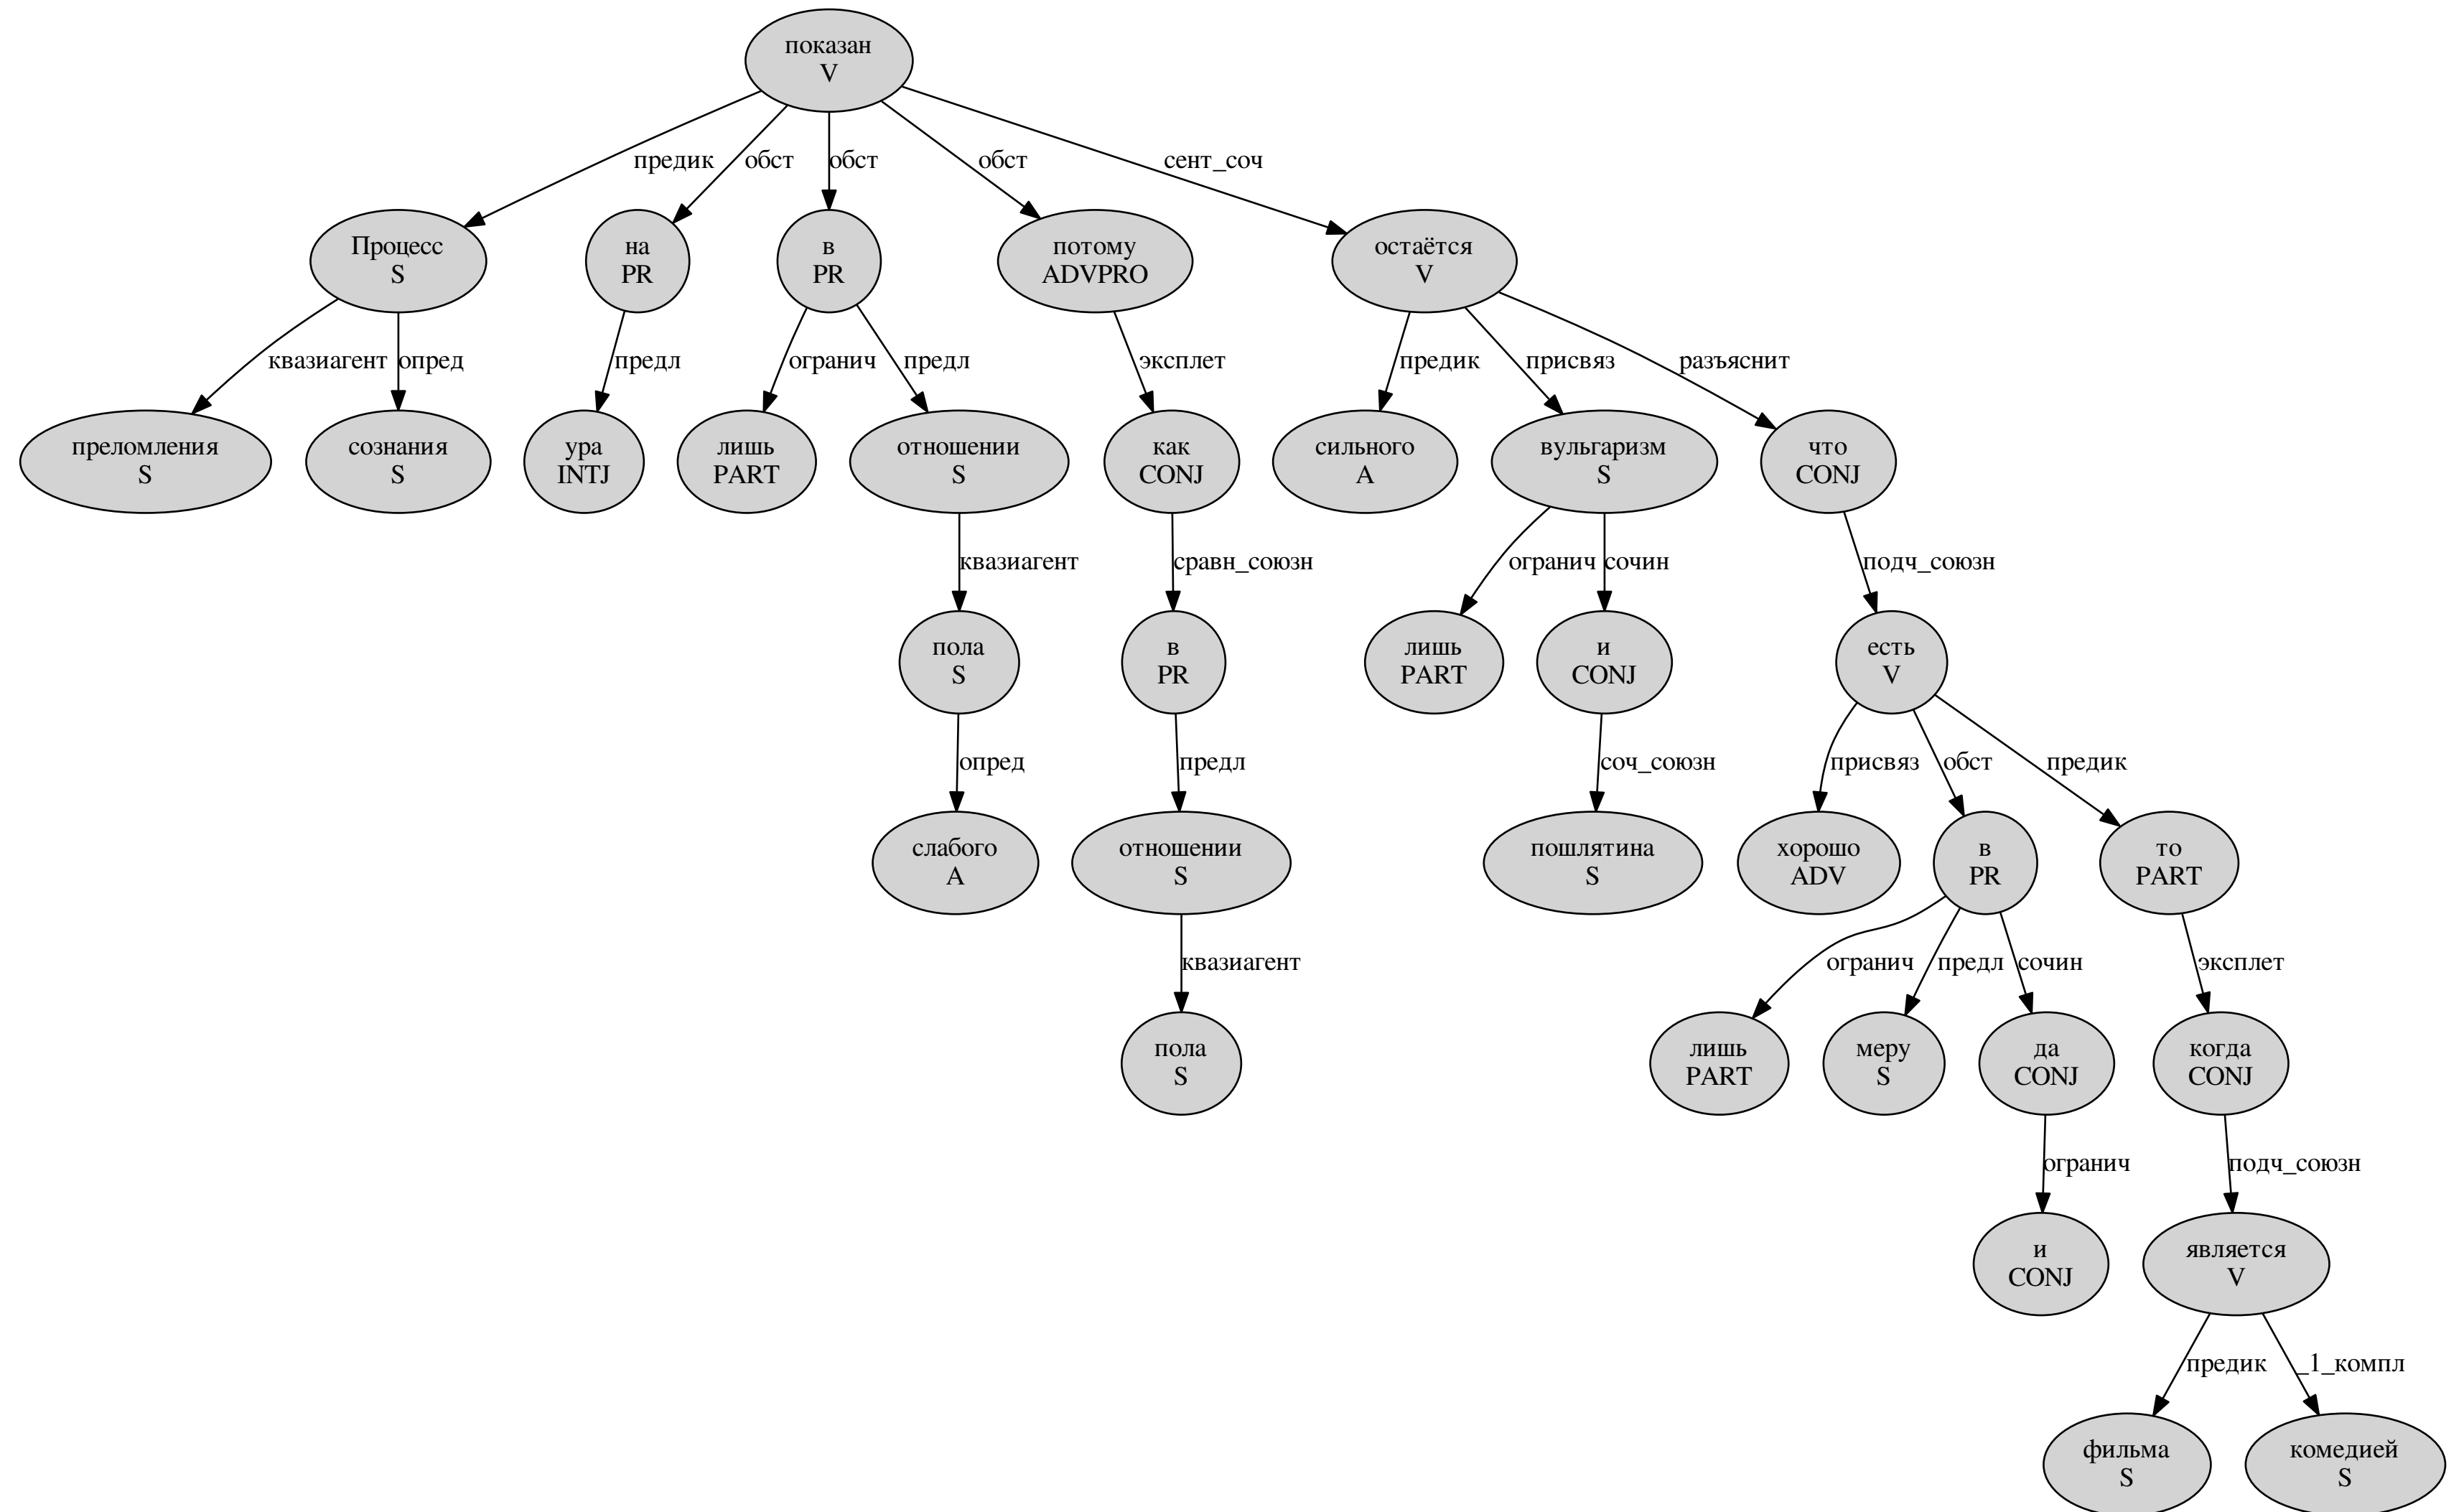 показан
V
предик
обст
обст
обст
сент_соч
Процесс
S
на
PR
в
PR
потому
ADVPRO
остаётся
V
квазиагент
опред
предл
огранич
предл
эксплет
предик
присвяз
разъяснит
преломления
S
сознания
S
ура
INTJ
лишь
PART
отношении
S
как
CONJ
сильного
A
вульгаризм
S
что
CONJ
квазиагент
сравн_союзн
огранич
сочин
подч_союзн
пола
S
в
PR
лишь
PART
и
CONJ
есть
V
опред
предл
соч_союзн
присвяз
обст
предик
слабого
A
отношении
S
пошлятина
S
хорошо
ADV
в
PR
то
PART
квазиагент
огранич
предл
сочин
эксплет
пола
S
лишь
PART
меру
S
да
CONJ
когда
CONJ
огранич
подч_союзн
и
CONJ
является
V
предик
_1_компл
фильма
S
комедией
S